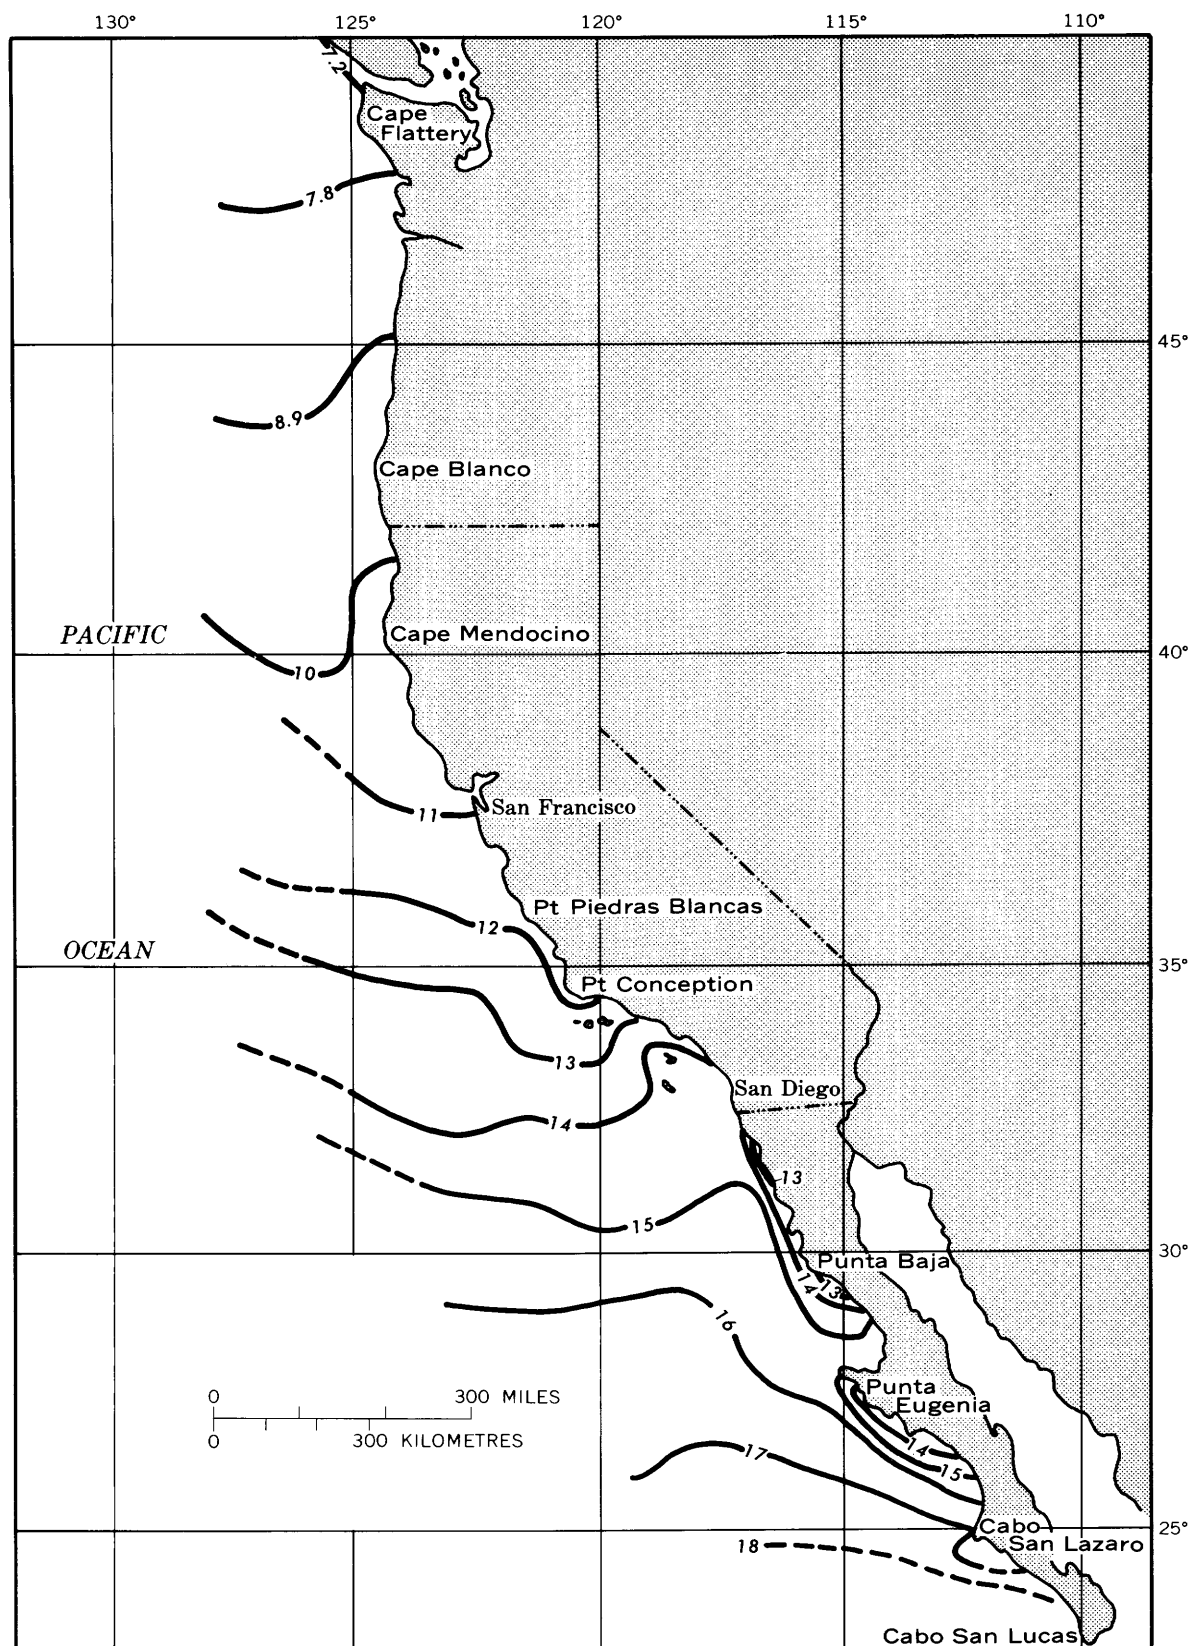 130° 125° 120° 115° 110°
7.2
Cape
Flattery
7.8
45°
8.9
Cape Blanco
PACIFIC
Cape Mendocino
40°
10
11
San Francisco
Pt Piedras Blancas
12
OCEAN
35°
Pt Conception
13
San Diego
14
13
15
30°
Punta Baja
13
14
16
Punta
Eugenia
0 300 MILES
0 300 KILOMETRES
14
17
15
25°
Cabo
San Lazaro
18
Cabo San Lucas